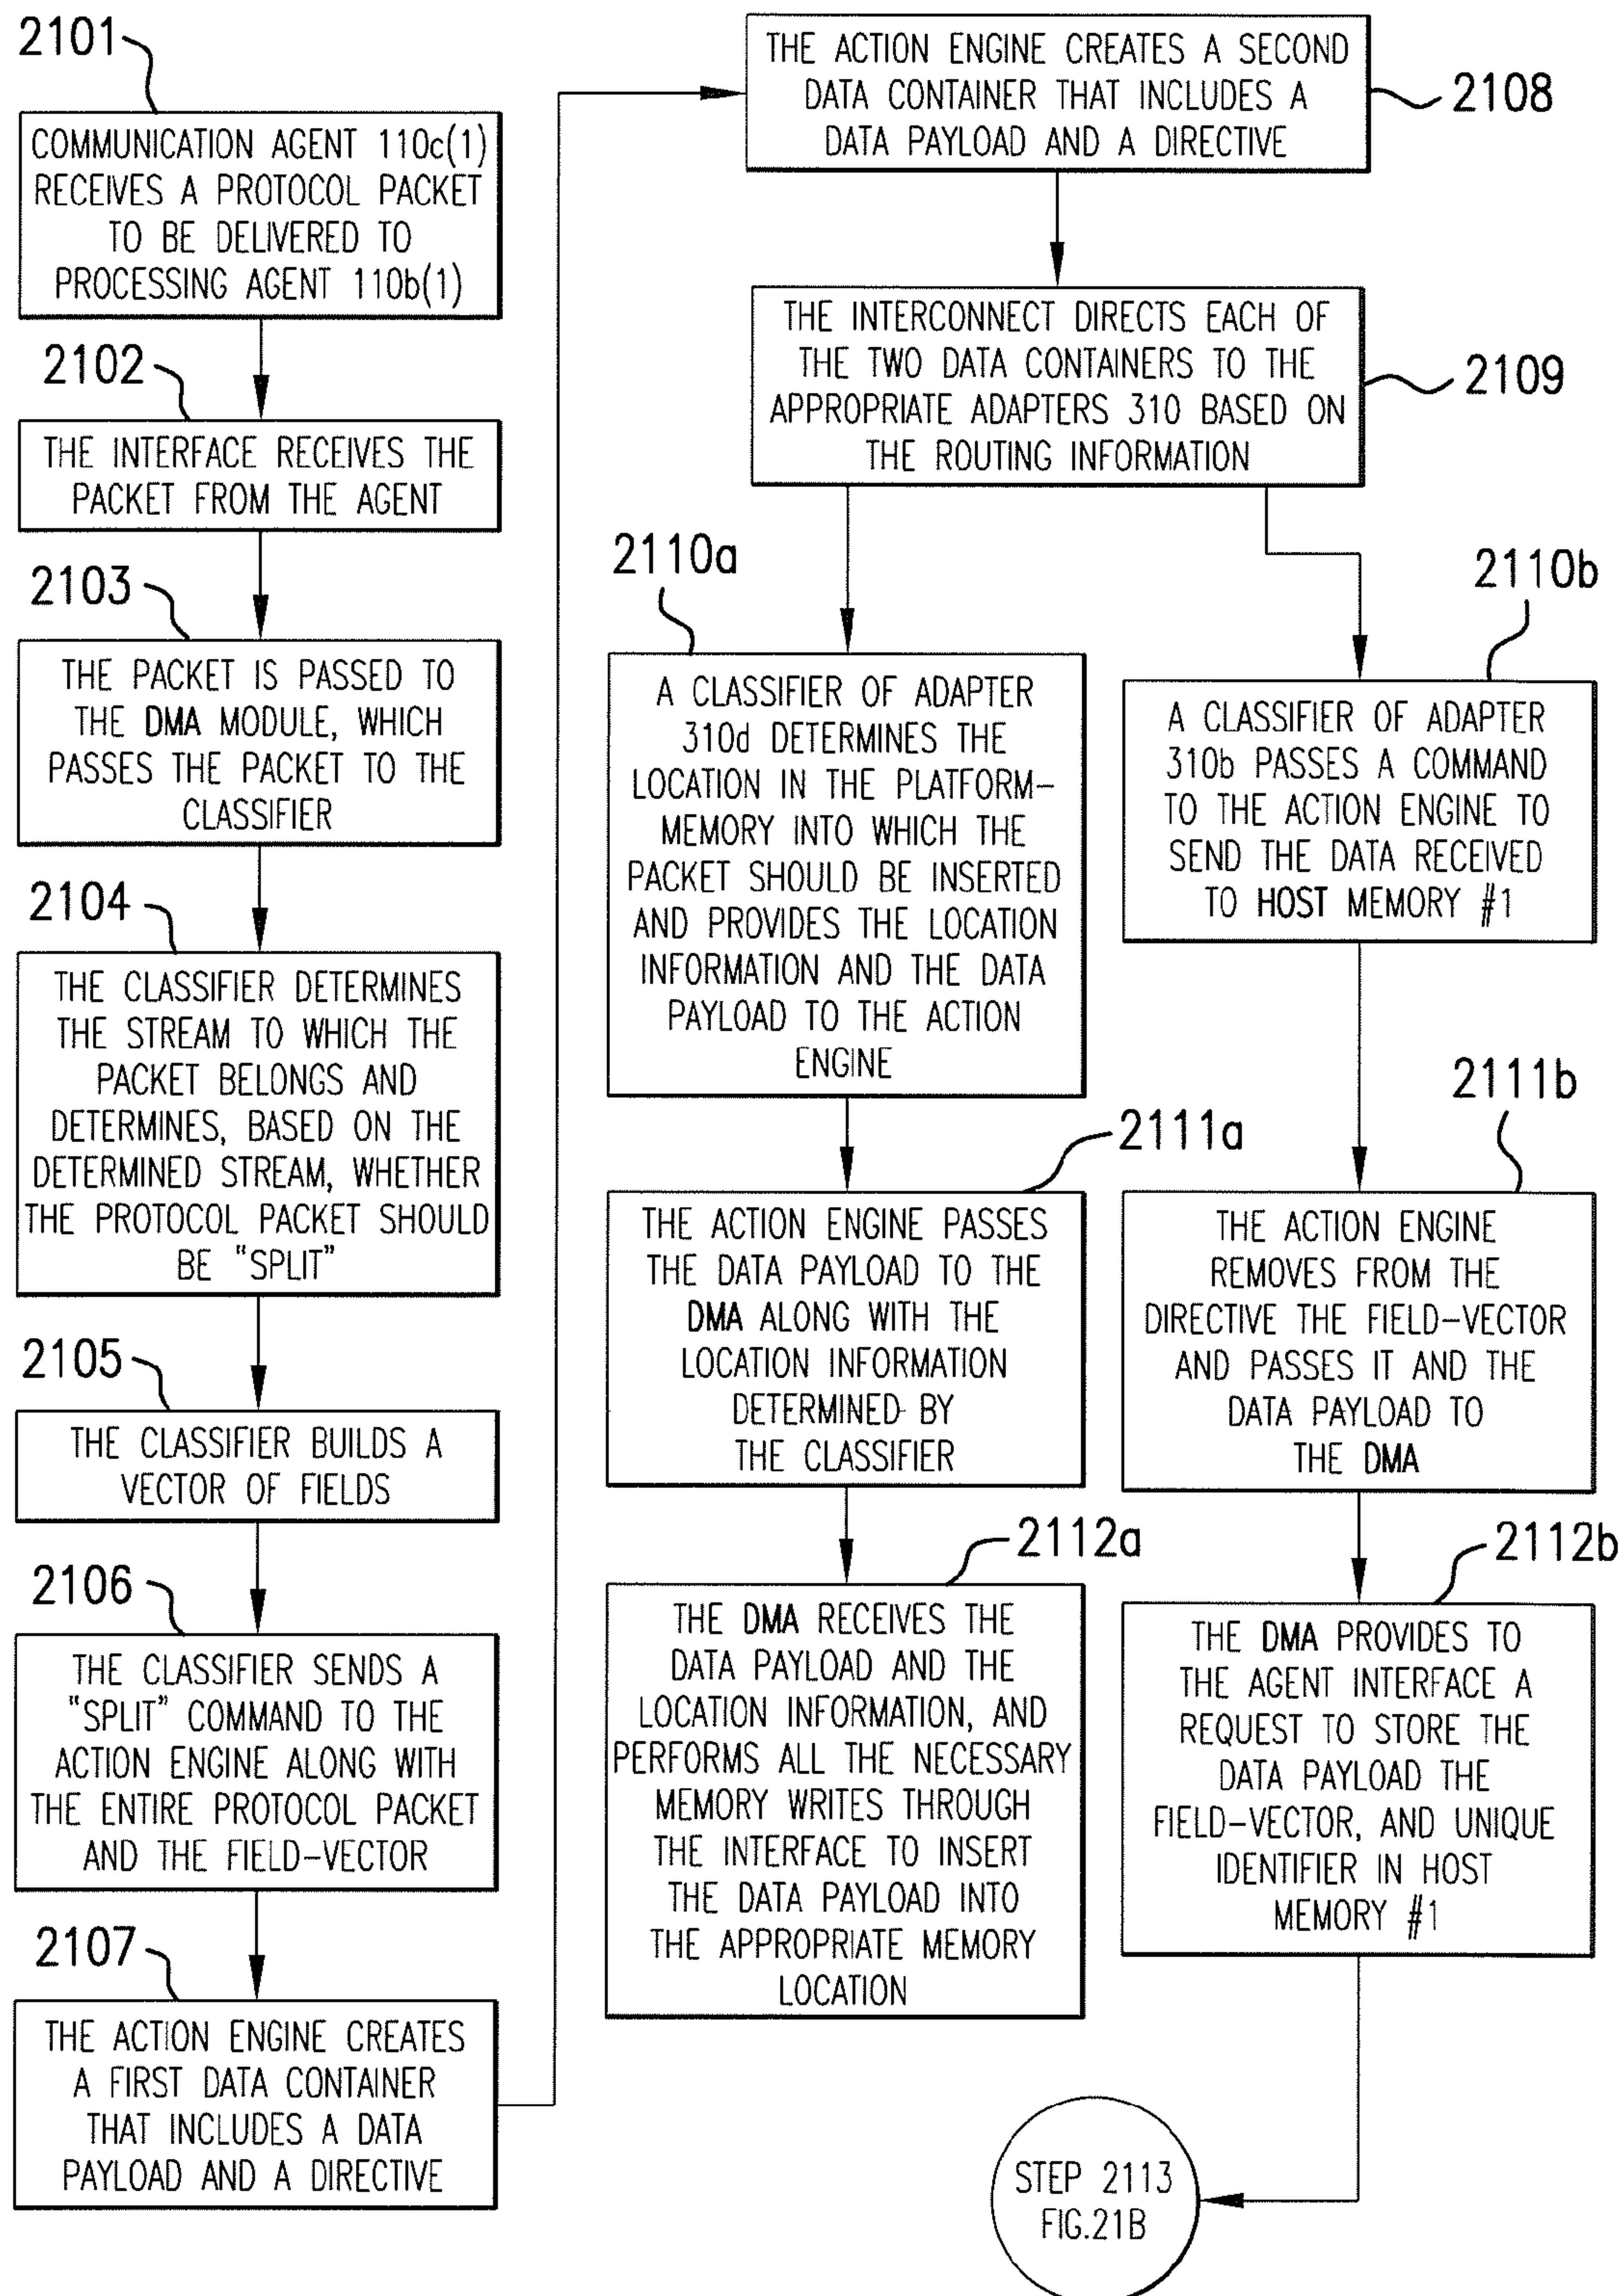 2101
COMMUNICATION AGENT 110c(1)
RECEIVES A PROTOCOL PACKET
TO BE DELIVERED TO
PROCESSING AGENT 110b(1)
2102
THE INTERFACE RECEIVES THE
PACKET FROM THE AGENT
2103
THE PACKET IS PASSED TO
THE DMA MODULE, WHICH
PASSES THE PACKET TO THE
CLASSIFIER
2104
THE CLASSIFIER DETERMINES
THE STREAM TO WHICH THE
PACKET BELONGS AND
DETERMINES, BASED ON THE
DETERMINED STREAM, WHETHER
THE PROTOCOL PACKET SHOULD
BE "SPLIT"
2105
THE CLASSIFIER BUILDS A
VECTOR OF FIELDS
2106
THE CLASSIFIER SENDS A
"SPLIT" COMMAND TO THE
ACTION ENGINE ALONG WITH
THE ENTIRE PROTOCOL PACKET
AND THE FIELD-VECTOR
2107
THE ACTION ENGINE CREATES
A FIRST DATA CONTAINER
THAT INCLUDES A DATA
PAYLOAD AND A DIRECTIVE
THE ACTION ENGINE CREATES A SECOND
DATA CONTAINER THAT INCLUDES A
DATA PAYLOAD AND A DIRECTIVE
2108
THE INTERCONNECT DIRECTS EACH OF
THE TWO DATA CONTAINERS TO THE
APPROPRIATE ADAPTERS 310 BASED ON
THE ROUTING INFORMATION
2109
2110a
A CLASSIFIER OF ADAPTER
310d DETERMINES THE
LOCATION IN THE PLATFORM-
MEMORY INTO WHICH THE
PACKET SHOULD BE INSERTED
AND PROVIDES THE LOCATION
INFORMATION AND THE DATA
PAYLOAD TO THE ACTION
ENGINE
2111a
THE ACTION ENGINE PASSES
THE DATA PAYLOAD TO THE
DMA ALONG WITH THE
LOCATION INFORMATION
DETERMINED BY
THE CLASSIFIER
2112a
THE DMA RECEIVES THE
DATA PAYLOAD AND THE
LOCATION INFORMATION, AND
PERFORMS ALL THE NECESSARY
MEMORY WRITES THROUGH
THE INTERFACE TO INSERT
THE DATA PAYLOAD INTO
THE APPROPRIATE MEMORY
LOCATION
2110b
A CLASSIFIER OF ADAPTER
310b PASSES A COMMAND
TO THE ACTION ENGINE TO
SEND THE DATA RECEIVED
TO HOST MEMORY #1
2111b
THE ACTION ENGINE
REMOVES FROM THE
DIRECTIVE THE FIELD-VECTOR
AND PASSES IT AND THE
DATA PAYLOAD TO
THE DMA
2112b
THE DMA PROVIDES TO
THE AGENT INTERFACE A
REQUEST TO STORE THE
DATA PAYLOAD THE
FIELD-VECTOR, AND UNIQUE
IDENTIFIER IN HOST
MEMORY #1
STEP 2113
FIG.21B